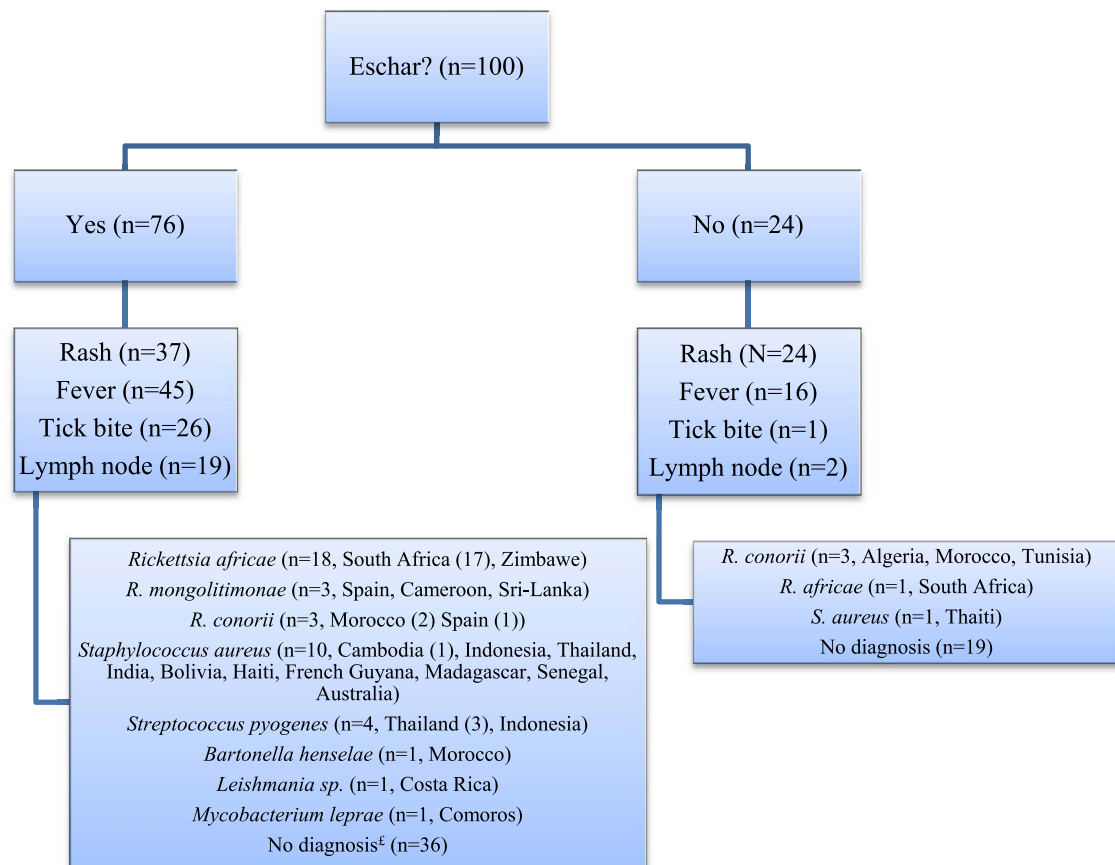 Eschar? (n=100)
Yes (n=76)
No (n=24)
Rash (n=37)
Fever (n=45)
Tick bite (n=26)
Lymph node (n=19)
Rash (N=24)
Fever (n=16)
Tick bite (n=1)
Lymph node (n=2)
Rickettsia africae (n=18, South Africa (17), Zimbawe)
R. mongolitimonae (n=3, Spain, Cameroon, Sri-Lanka)
R. conorii (n=3, Morocco (2) Spain (1))
Staphylococcus aureus (n=10, Cambodia (1), Indonesia, Thailand,
India, Bolivia, Haiti, French Guyana, Madagascar, Senegal,
Australia)
Streptococcus pyogenes (n=4, Thailand (3), Indonesia)
Bartonella henselae (n=1, Morocco)
Leishmania sp. (n=1, Costa Rica)
Mycobacterium leprae (n=1, Comoros)
No diagnosis£ (n=36)
R. conorii (n=3, Algeria, Morocco, Tunisia)
R. africae (n=1, South Africa)
S. aureus (n=1, Thaiti)
No diagnosis (n=19)